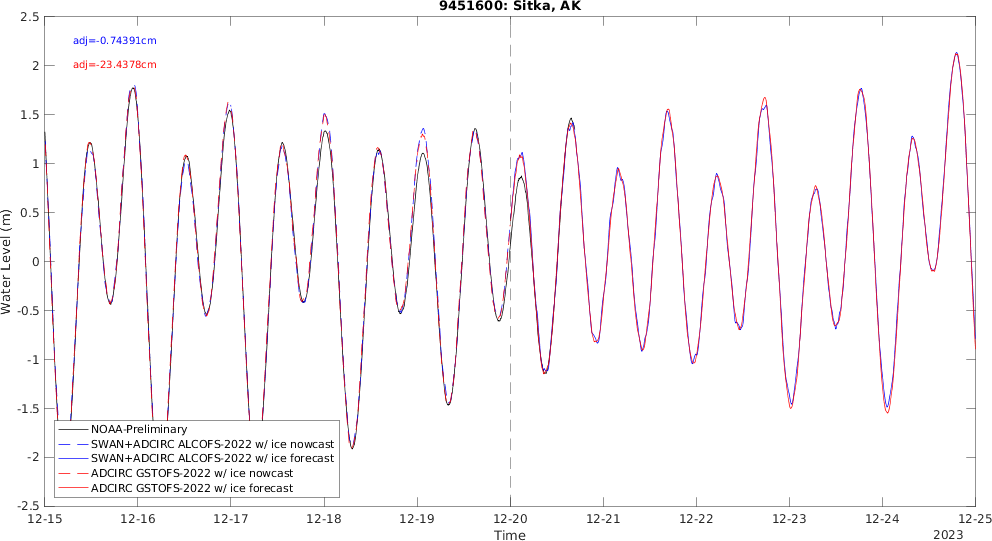 9451600: Sitka, AK
adj=-0.74391cm
adj=-23.4378cm
2.5
2
1.5
1
0.5
0
-0.5
-1
-1.5
-2
-2.5
Water Level (m)
NOAA-Preliminary
SWAN+ADCIRC ALCOFS-2022 w/ ice nowcast
SWAN+ADCIRC ALCOFS-2022 w/ ice forecast
ADCIRC GSTOFS-2022 w/ ice nowcast
ADCIRC GSTOFS-2022 w/ ice forecast
12-15 12-16 12-17 12-18 12-19 12-20 12-21 12-22 12-23 12-24 12-25
Time
2023